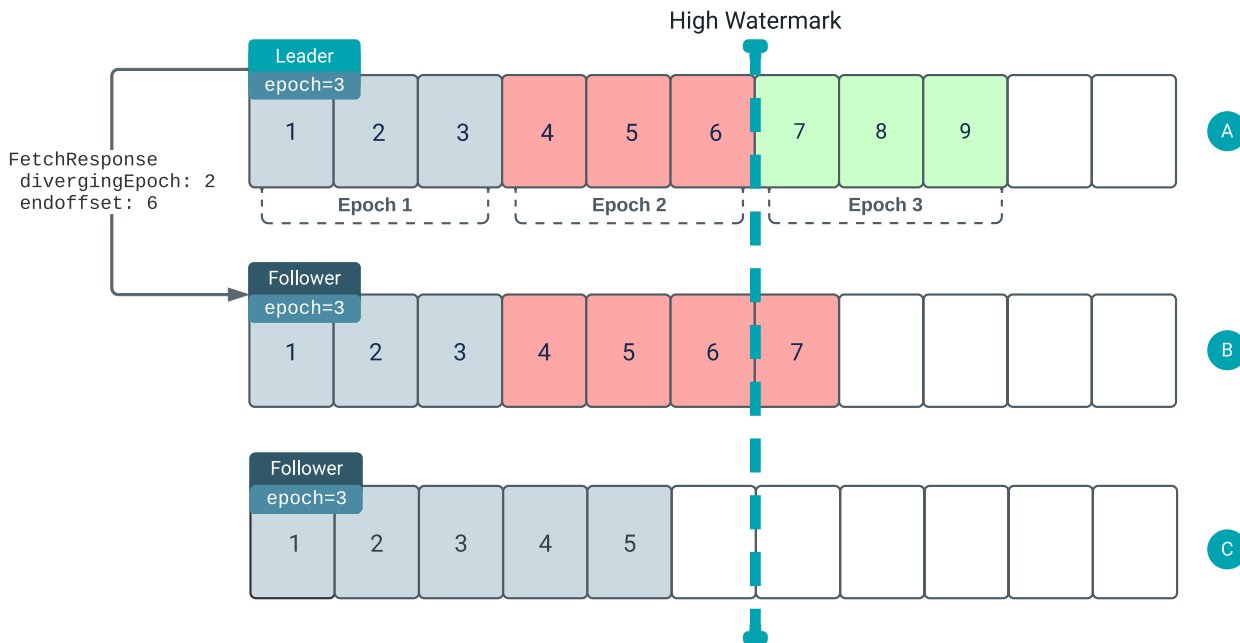 High Watermark
Leader
epoch=3
1 2 3 4 5 6 7 8 9
A
FetchResponse
divergingEpoch: 2
endoffset: 6
Epoch 1 Epoch 2 Epoch 3
Follower
epoch=3
1 2 3 4 5 6 7
B
Follower
epoch=3
1 2 3 4 5
C